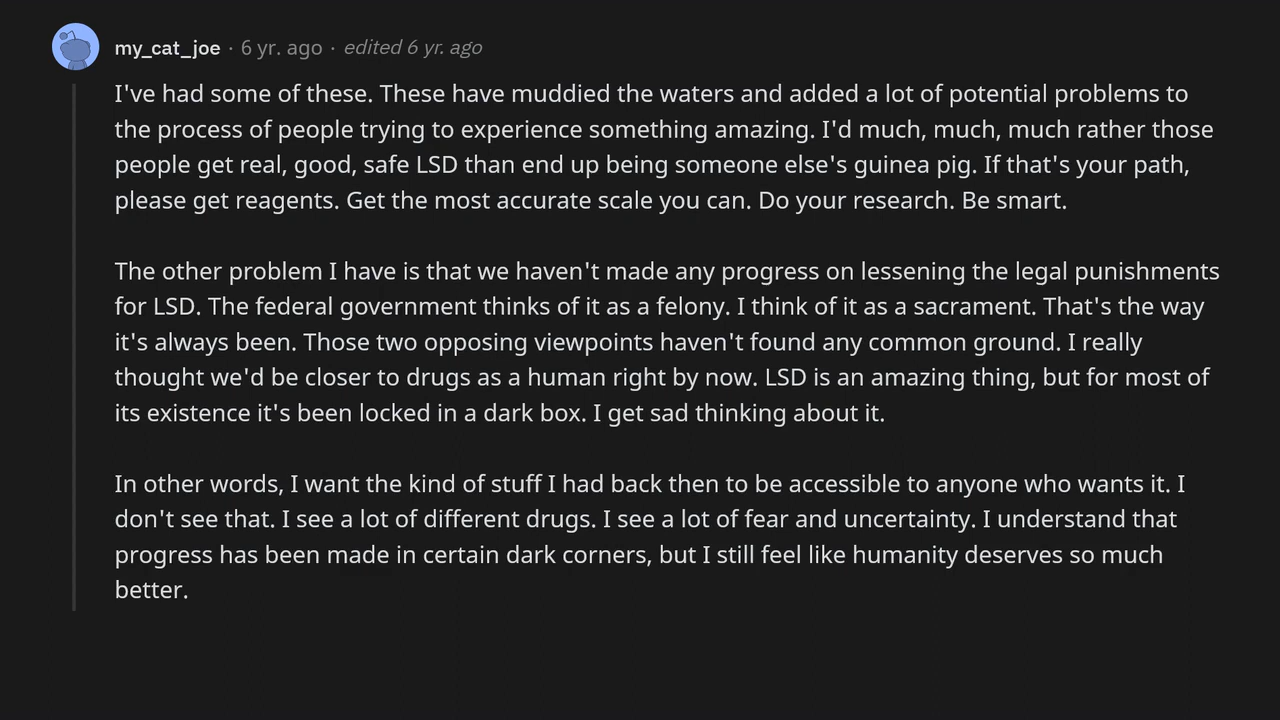 my_cat_joe · 6 yr. ago · edited 6 yr. ago
I've had some of these. These have muddied the waters and added a lot of potential problems to
the process of people trying to experience something amazing. I'd much, much, much rather those
people get real, good, safe LSD than end up being someone else's guinea pig. If that's your path,
please get reagents. Get the most accurate scale you can. Do your research. Be smart.
The other problem I have is that we haven't made any progress on lessening the legal punishments
for LSD. The federal government thinks of it as a felony. I think of it as a sacrament. That's the way
it's always been. Those two opposing viewpoints haven't found any common ground. I really
thought we'd be closer to drugs as a human right by now. LSD is an amazing thing, but for most of
its existence it's been locked in a dark box. I get sad thinking about it.
In other words, I want the kind of stuff I had back then to be accessible to anyone who wants it. I
don't see that. I see a lot of different drugs. I see a lot of fear and uncertainty. I understand that
progress has been made in certain dark corners, but I still feel like humanity deserves so much
better.